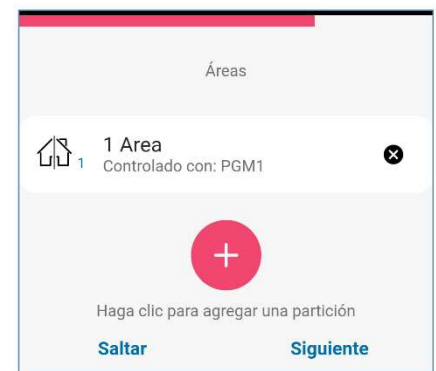 Áreas
1 Area
1
Controlado con: PGM1
Haga clic para agregar una partición
Saltar
Siguiente